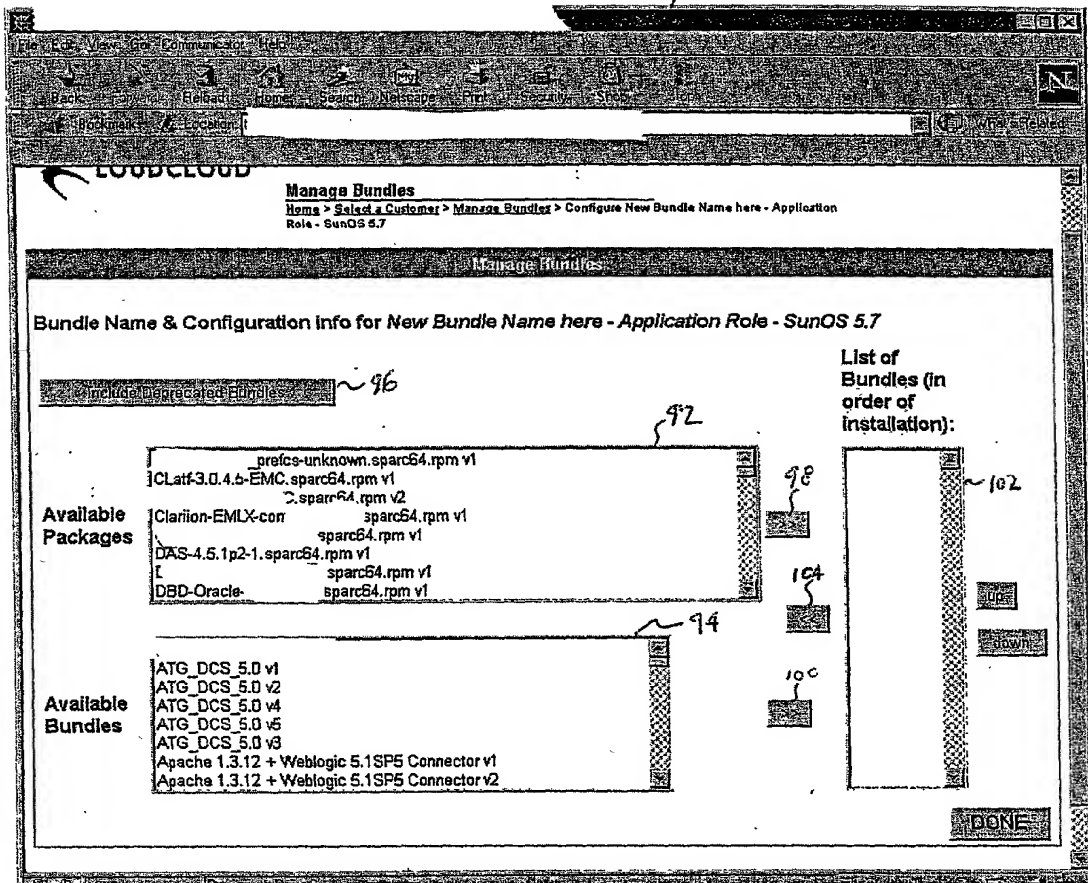 File Edit View Go Communicator Help
Back Reload Home Search Netscape Print Security Stop
Bookmarks Location What's Related
LOUDCLOUD
Manage Bundles
Home > Select a Customer > Manage Bundles > Configure New Bundle Name here - Application
Role - SunOS 5.7
Manage Bundles
Bundle Name & Configuration info for New Bundle Name here - Application Role - SunOS 5.7
Include Deprecated Bundles
96
List of
Bundles (in
order of
installation):
92
_prefcs-unknown.sparc64.rpm v1
CLatf-3.0.4.b-EMC.sparc64.rpm v1
.sparc64.rpm v2
Clariion-EMLX-con sparc64.rpm v1
sparc64.rpm v1
DAS-4.5.1p2-1.sparc64.rpm v1
sparc64.rpm v1
DBD-Oracle- sparc64.rpm v1
Available
Packages
98
102
104
up
down
94
ATG_DCS_5.0 v1
ATG_DCS_5.0 v2
ATG_DCS_5.0 v4
ATG_DCS_5.0 v5
ATG_DCS_5.0 v3
Apache 1.3.12 + Weblogic 5.1SP5 Connector v1
Apache 1.3.12 + Weblogic 5.1SP5 Connector v2
Available
Bundles
100
DONE